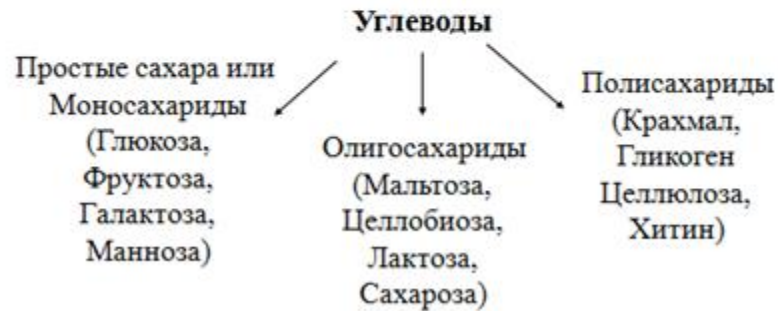 Углеводы
Простые сахара или
Моносахариды
(Глюкоза,
Фруктоза,
Галактоза,
Манноза)
Олигосахариды
(Мальтоза,
Целлобиоза,
Лактоза,
Сахароза)
Полисахариды
(Крахмал,
Гликоген
Целлюлоза,
Хитин)